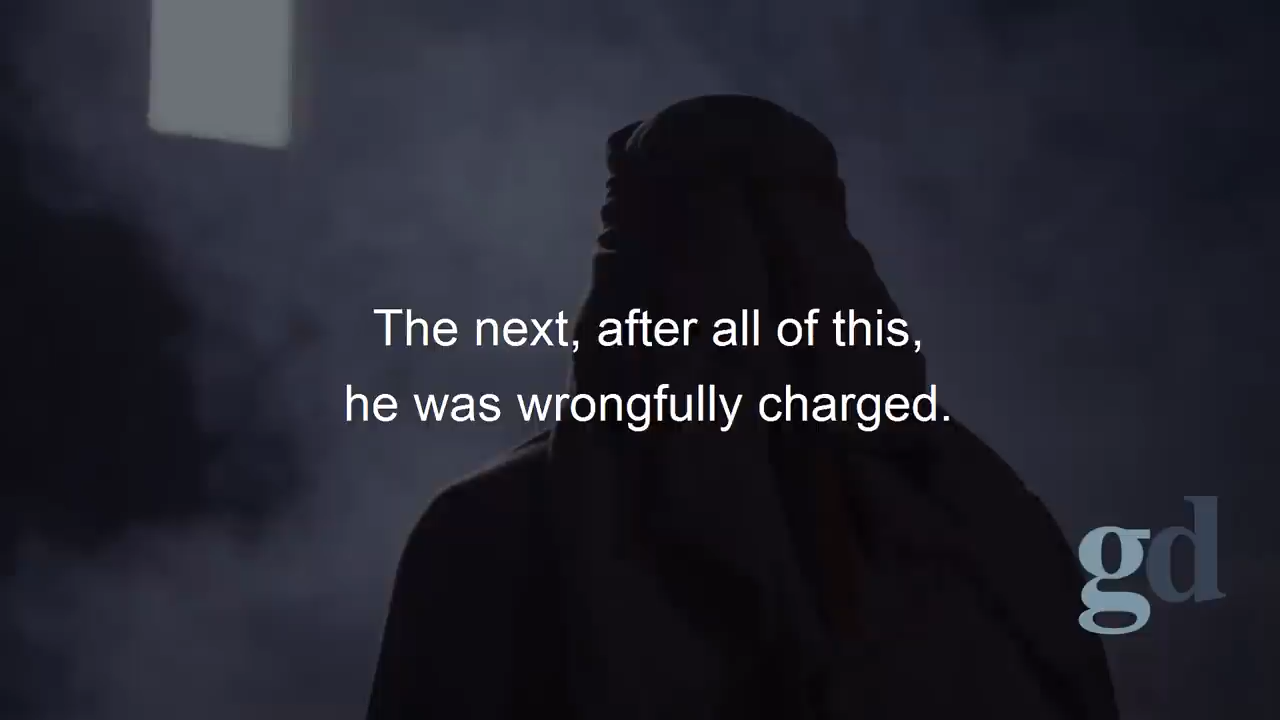 The next, after all of this,
he was wrongfully charged.
gd